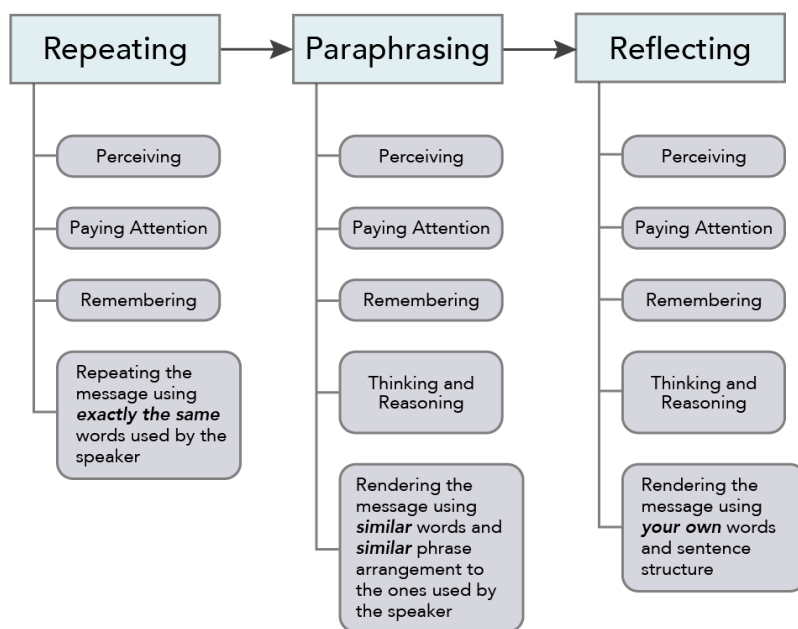 Repeating
Paraphrasing
Reflecting
Perceiving
Paying Attention
Remembering
Repeating the
message using
exactly the same
words used by the
speaker
Perceiving
Paying Attention
Remembering
Thinking and
Reasoning
Rendering the
message using
similar words and
similar phrase
arrangement to
the ones used by
the speaker
Perceiving
Paying Attention
Remembering
Thinking and
Reasoning
Rendering the
message using
your own words
and sentence
structure